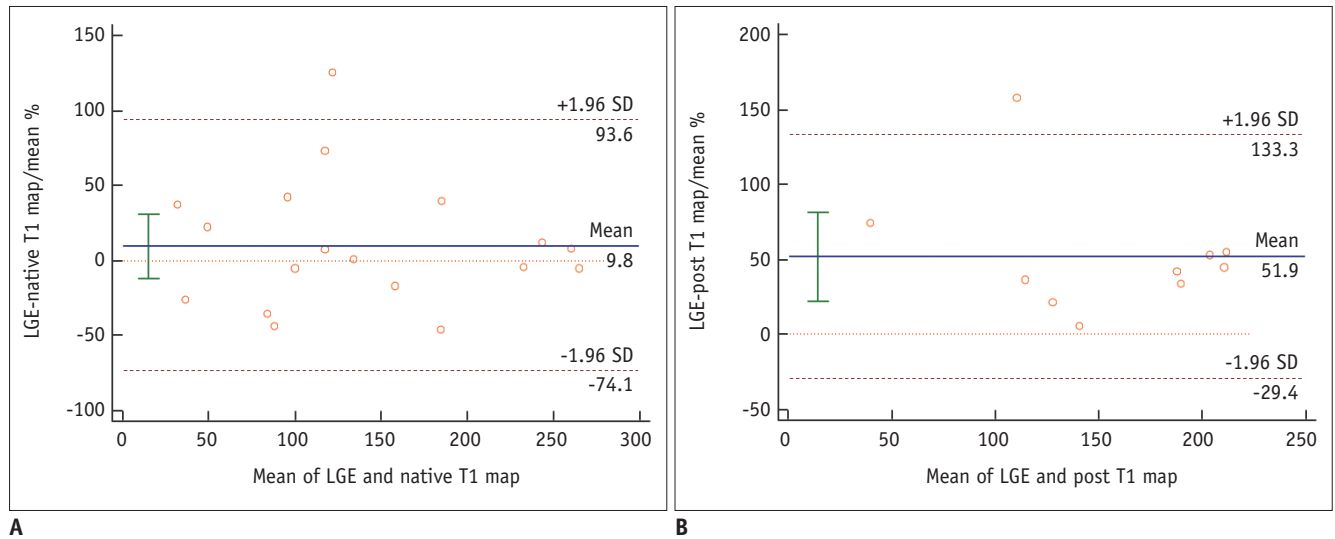 150
100
50
0
-50
-100
LGE-native T1 map/mean %
+1.96 SD
93.6
Mean
9.8
-1.96 SD
-74.1
0
50
100
150
200
250
300
Mean of LGE and native T1 map
A
200
150
100
50
0
-50
LGE-post T1 map/mean %
+1.96 SD
133.3
Mean
51.9
-1.96 SD
-29.4
0
50
100
150
200
250
Mean of LGE and post T1 map
B